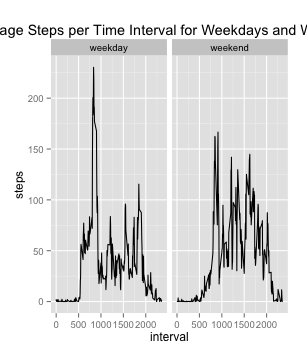 age Steps per Time Interval for Weekdays and W
weekday weekend
steps
200
150
100
50
0
0 500 1000 1500 2000 0 500 1000 1500 2000
interval